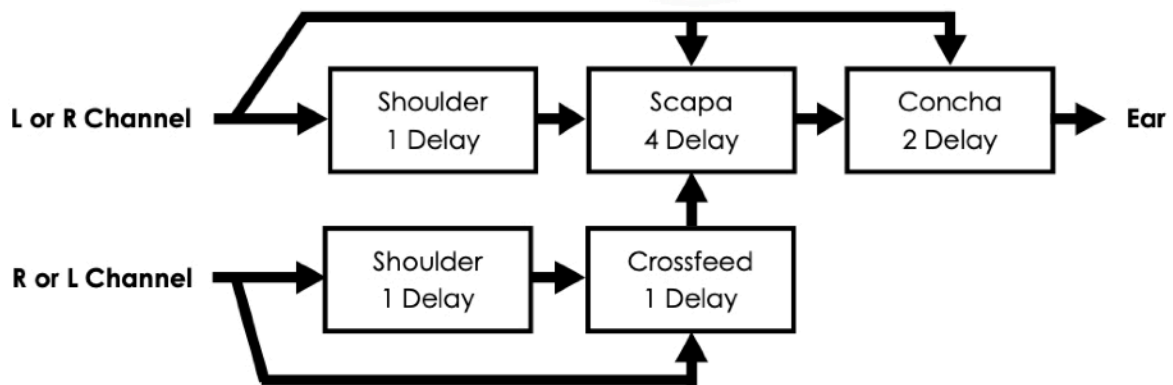 Shoulder
1 Delay
Scapa
4 Delay
Concha
2 Delay
L or R Channel
Ear
Shoulder
1 Delay
Crossfeed
1 Delay
R or L Channel